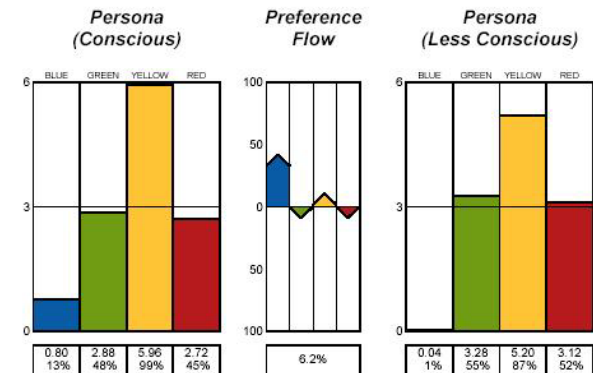 Persona
(Conscious)
Preference
Flow
Persona
(Less Conscious)
BLUE GREEN YELLOW RED
6
3
0
100
50
0
50
100
BLUE GREEN YELLOW RED
6
3
0
0.80 2.88 5.96 2.72
13% 48% 99% 45%
6.2%
0.04 3.28 5.20 3.12
1% 55% 87% 52%